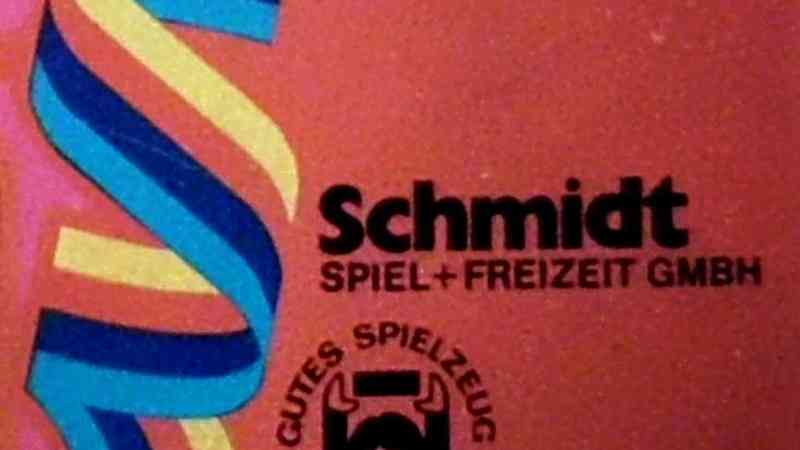 Schmidt
SPIEL+FREIZEIT GMBH
GUTES SPIELZEUG